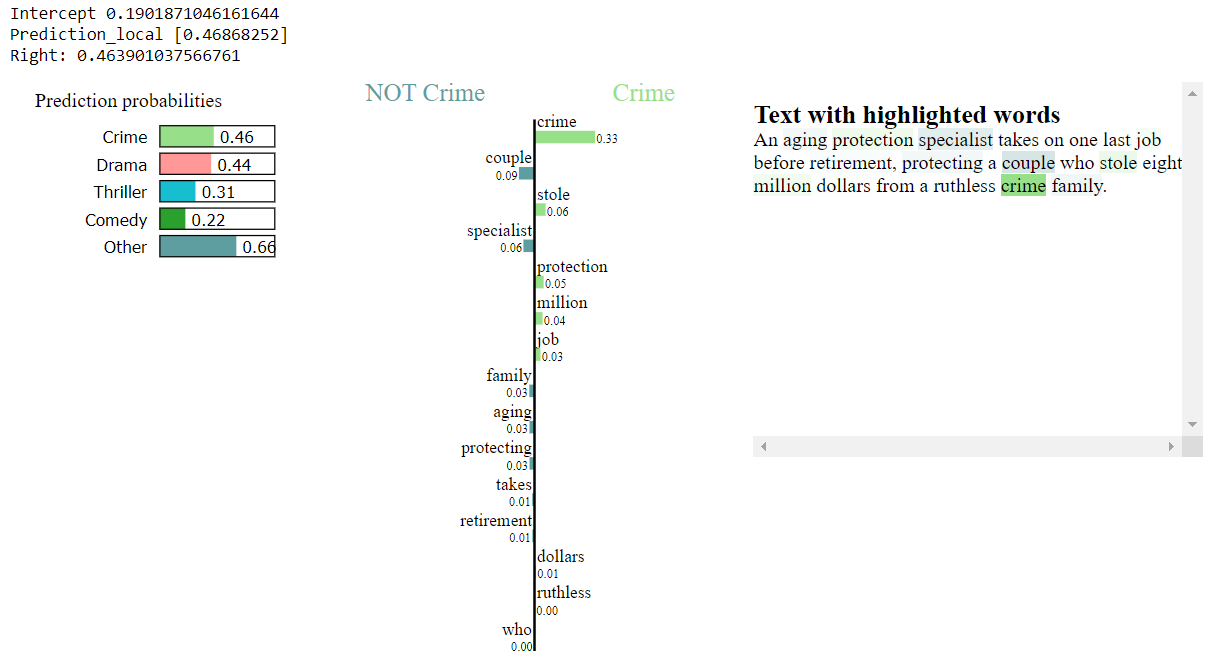 Intercept 0.1901871046161644
Prediction_local [0.46868252]
Right: 0.463901037566761
Prediction probabilities
Crime 0.46
Drama 0.44
Thriller 0.31
Comedy 0.22
Other 0.66
NOT Crime Crime
crime
0.33
couple
0.09
stole
0.06
specialist
0.06
protection
0.05
million
0.04
job
0.03
family
0.03
aging
0.03
protecting
0.03
takes
0.01
retirement
0.01
dollars
0.01
ruthless
0.00
who
0.00
Text with highlighted words
An aging protection specialist takes on one last job
before retirement, protecting a couple who stole eight
million dollars from a ruthless crime family.